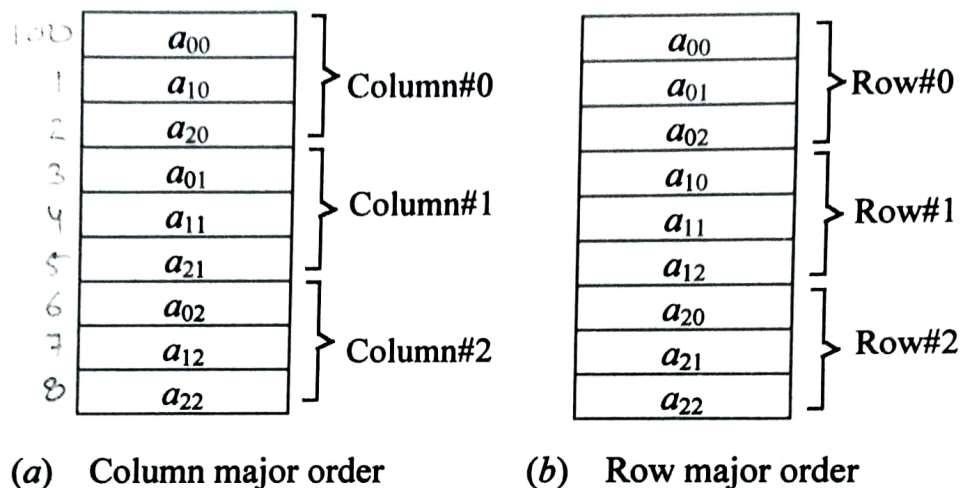 100 a00
1 a10 Column#0
2 a20
3 a01
4 a11 Column#1
5 a21
6 a02
7 a12 Column#2
8 a22
(a) Column major order
a00
a01 Row#0
a02
a10
a11 Row#1
a12
a20
a21 Row#2
a22
(b) Row major order